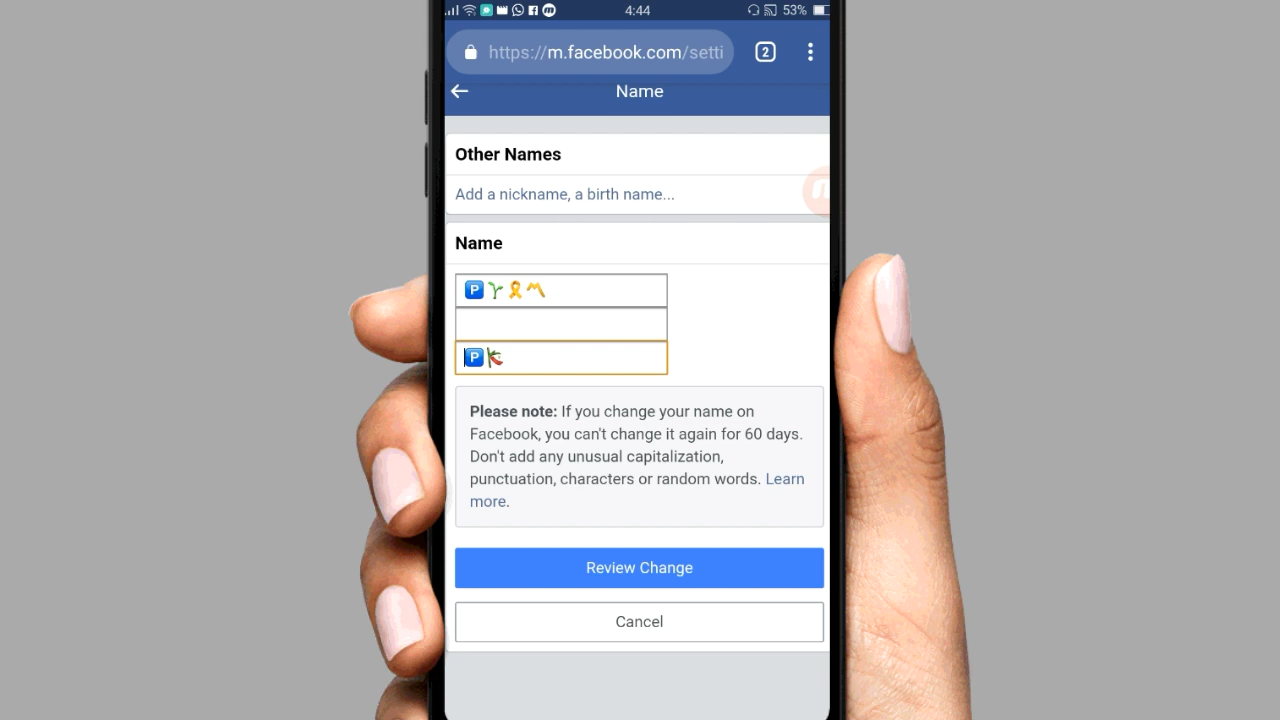 4:44
53%
https://m.facebook.com/setti
2
Name
Other Names
Add a nickname, a birth name...
Name
🅿️🌱🎗️〽️
🅿️
Please note: If you change your name on
Facebook, you can't change it again for 60 days.
Don't add any unusual capitalization,
punctuation, characters or random words. Learn
more.
Review Change
Cancel